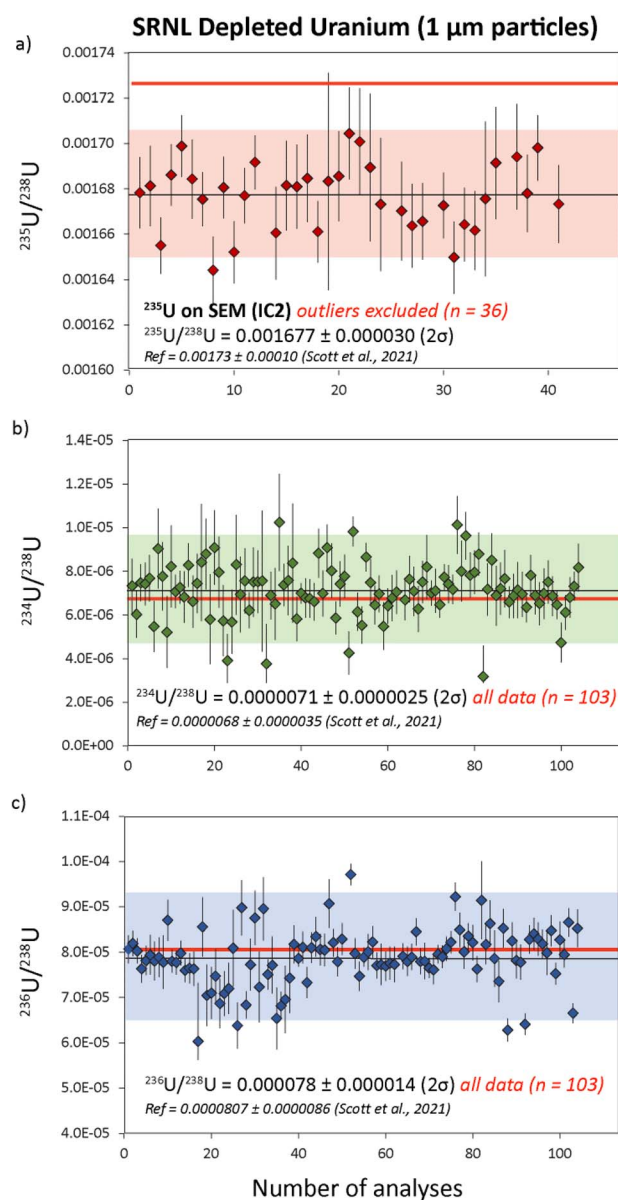 SRNL Depleted Uranium (1 µm particles)
a)
0.00174
0.00172
0.00170
0.00168
0.00166
0.00164
0.00162
0.00160
²³⁵U/²³⁸U
²³⁵U on SEM (IC2) outliers excluded (n = 36)
²³⁵U/²³⁸U = 0.001677 ± 0.000030 (2σ)
Ref = 0.00173 ± 0.00010 (Scott et al., 2021)
0 10 20 30 40
b)
1.4E-05
1.2E-05
1.0E-05
8.0E-06
6.0E-06
4.0E-06
2.0E-06
0.0E+00
²³⁴U/²³⁸U
²³⁴U/²³⁸U = 0.0000071 ± 0.0000025 (2σ) all data (n = 103)
Ref = 0.0000068 ± 0.0000035 (Scott et al., 2021)
0 20 40 60 80 100
c)
1.1E-04
1.0E-04
9.0E-05
8.0E-05
7.0E-05
6.0E-05
5.0E-05
4.0E-05
²³⁶U/²³⁸U
²³⁶U/²³⁸U = 0.000078 ± 0.000014 (2σ) all data (n = 103)
Ref = 0.0000807 ± 0.0000086 (Scott et al., 2021)
0 20 40 60 80 100
Number of analyses